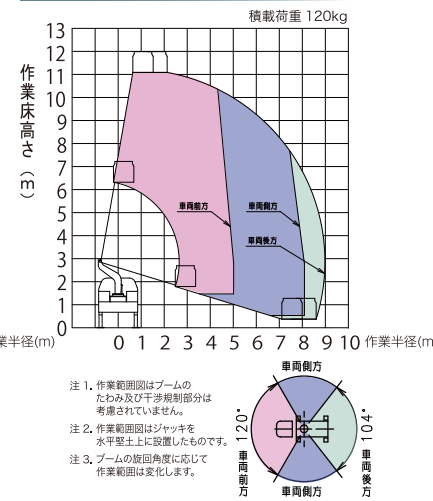 積載荷重 120kg
作業床高さ(m)
13
12
11
10
9
8
7
6
5
4
3
2
1
0
車両前方
車両側方
車両後方
業半径(m)
0 1 2 3 4 5 6 7 8 9 10 作業半径(m)
注 1. 作業範囲図はブームの
たわみ及び干渉規制部分は
考慮されていません。
注 2. 作業範囲図はジャッキを
水平堅土上に設置したものです。
注 3. ブームの旋回角度に応じて
作業範囲は変化します。
車両側方
120°
車両前方
104°
車両後方
車両側方